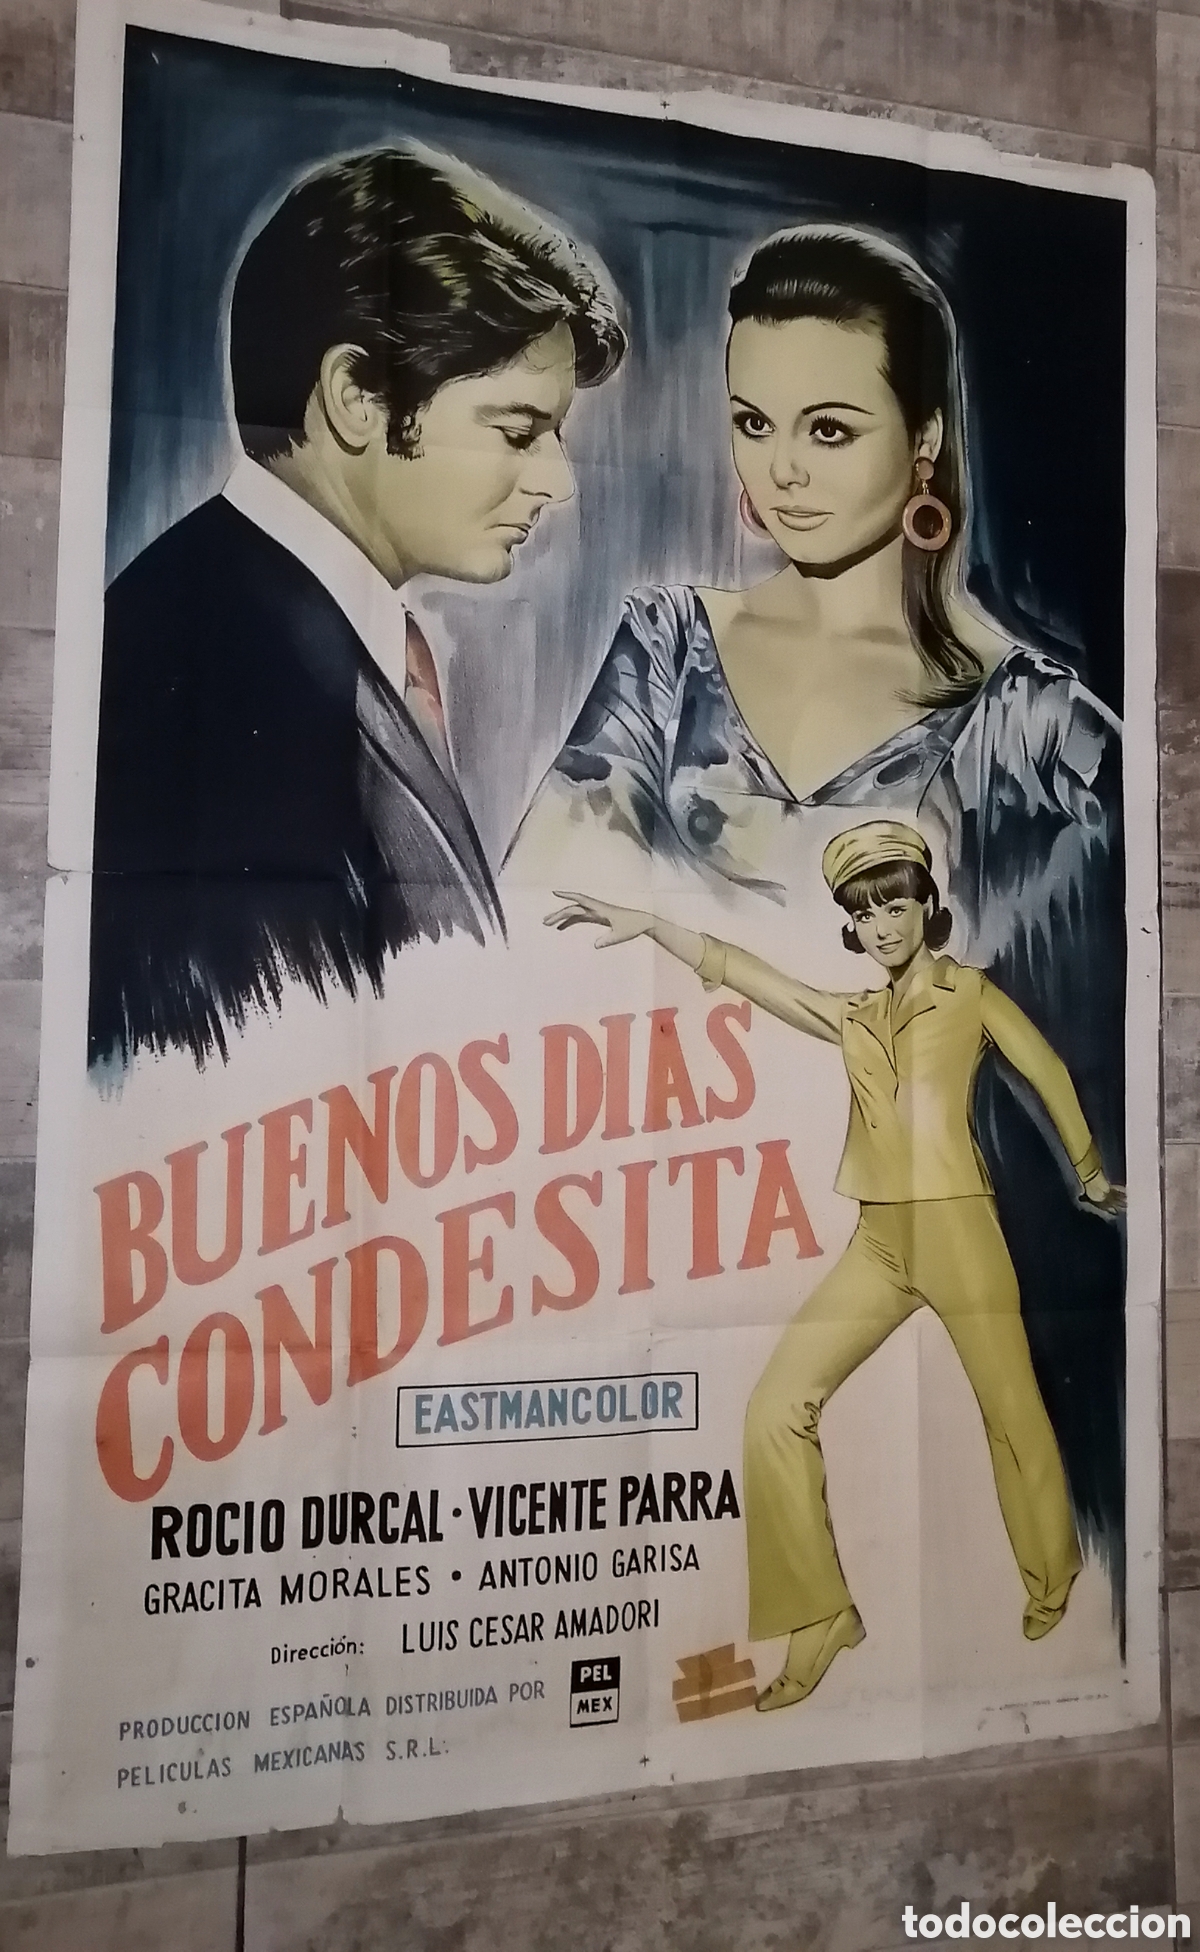 BUENOS DIAS
CONDESITA
EASTMANCOLOR
ROCIO DURCAL · VICENTE PARRA
GRACITA MORALES • ANTONIO GARISA
Dirección: LUIS CESAR AMADORI
PRODUCCION ESPAÑOLA DISTRIBUIDA POR
PEL
MEX
PELICULAS MEXICANAS S.R.L.
todocoleccion